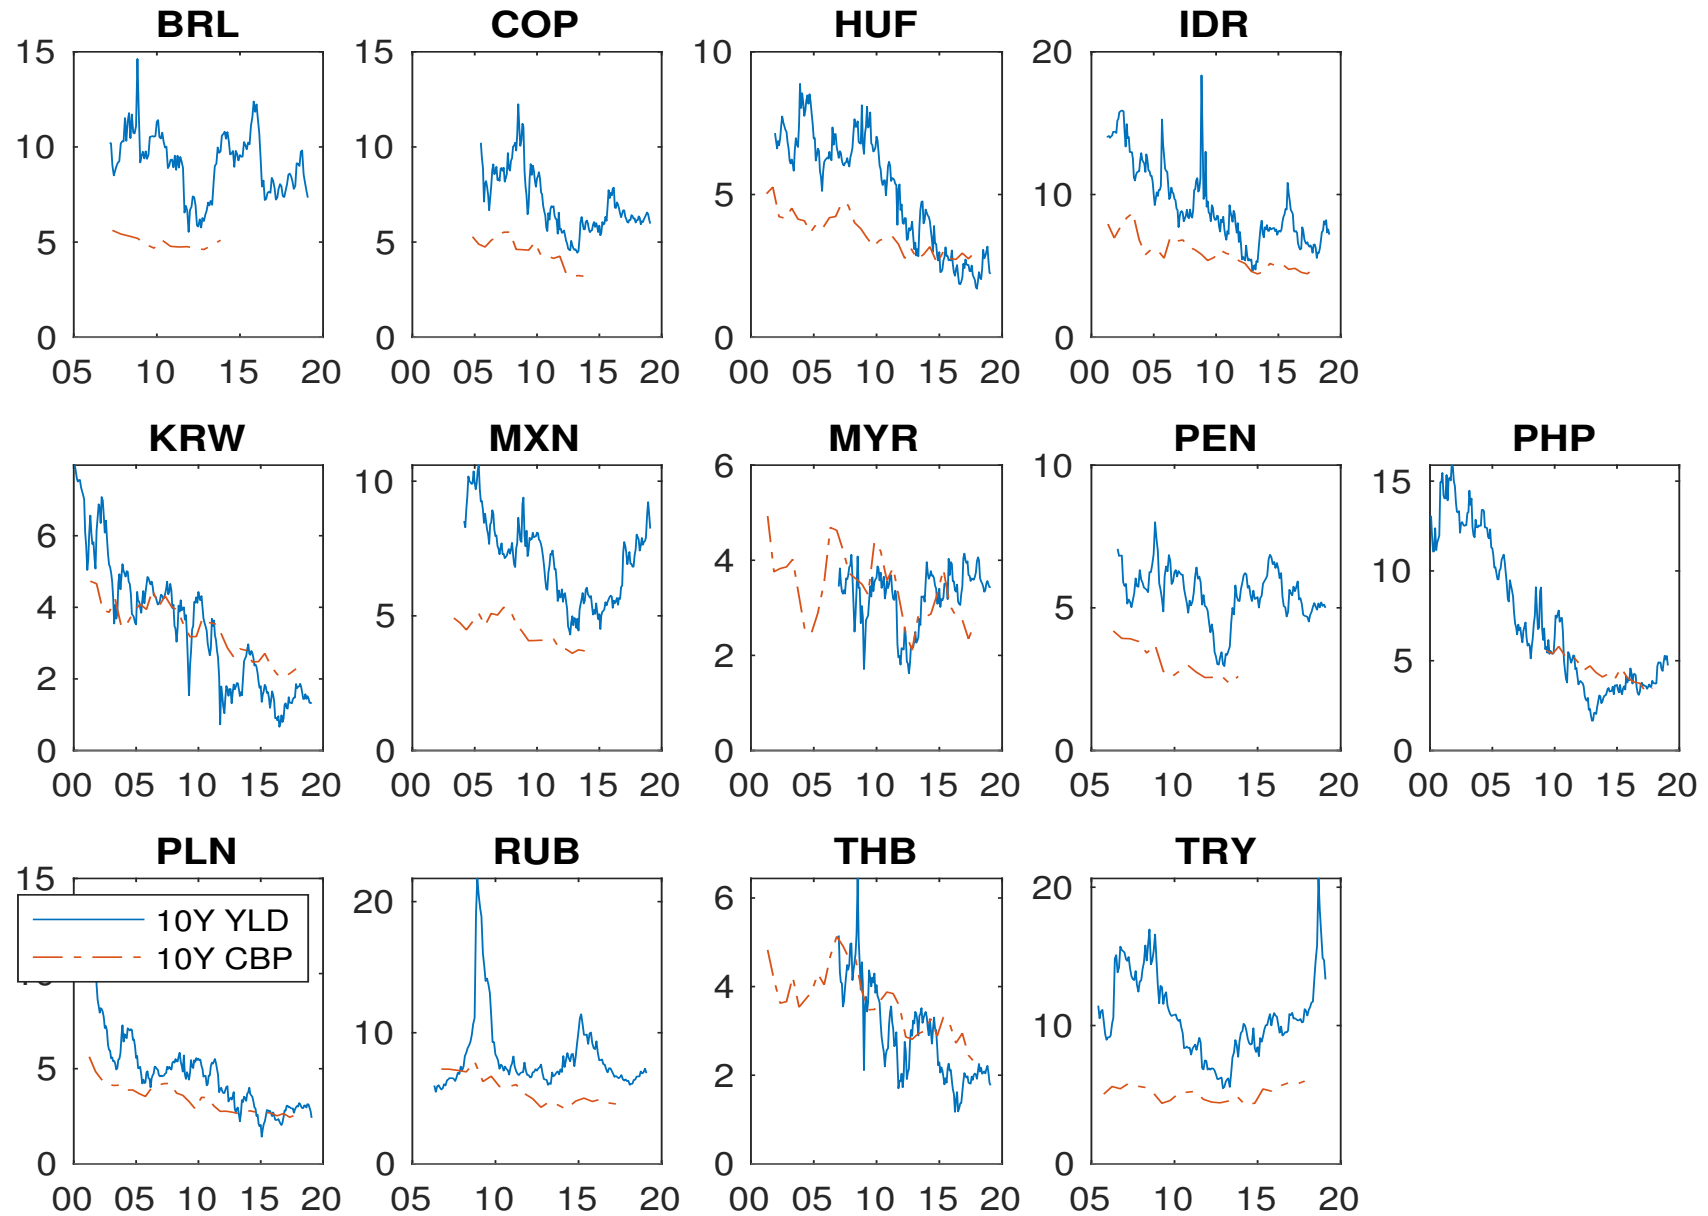 BRL COP HUF IDR
15 15 10 20
10 10 5 10
5 5
0 0 0 0
05 10 15 20 00 05 10 15 20 00 05 10 15 20 00 05 10 15 20
KRW MXN MYR PEN PHP
6 10 6 10 15
4 5 4 5 10
2 2 5
0 0 0 0 0
00 05 10 15 20 00 05 10 15 20 00 05 10 15 20 05 10 15 20 00 05 10 15 20
PLN RUB THB TRY
15 20 6 20
10Y YLD
10Y CBP
5 10 4 10
2
0 0 0 0
00 05 10 15 20 05 10 15 20 00 05 10 15 20 05 10 15 20